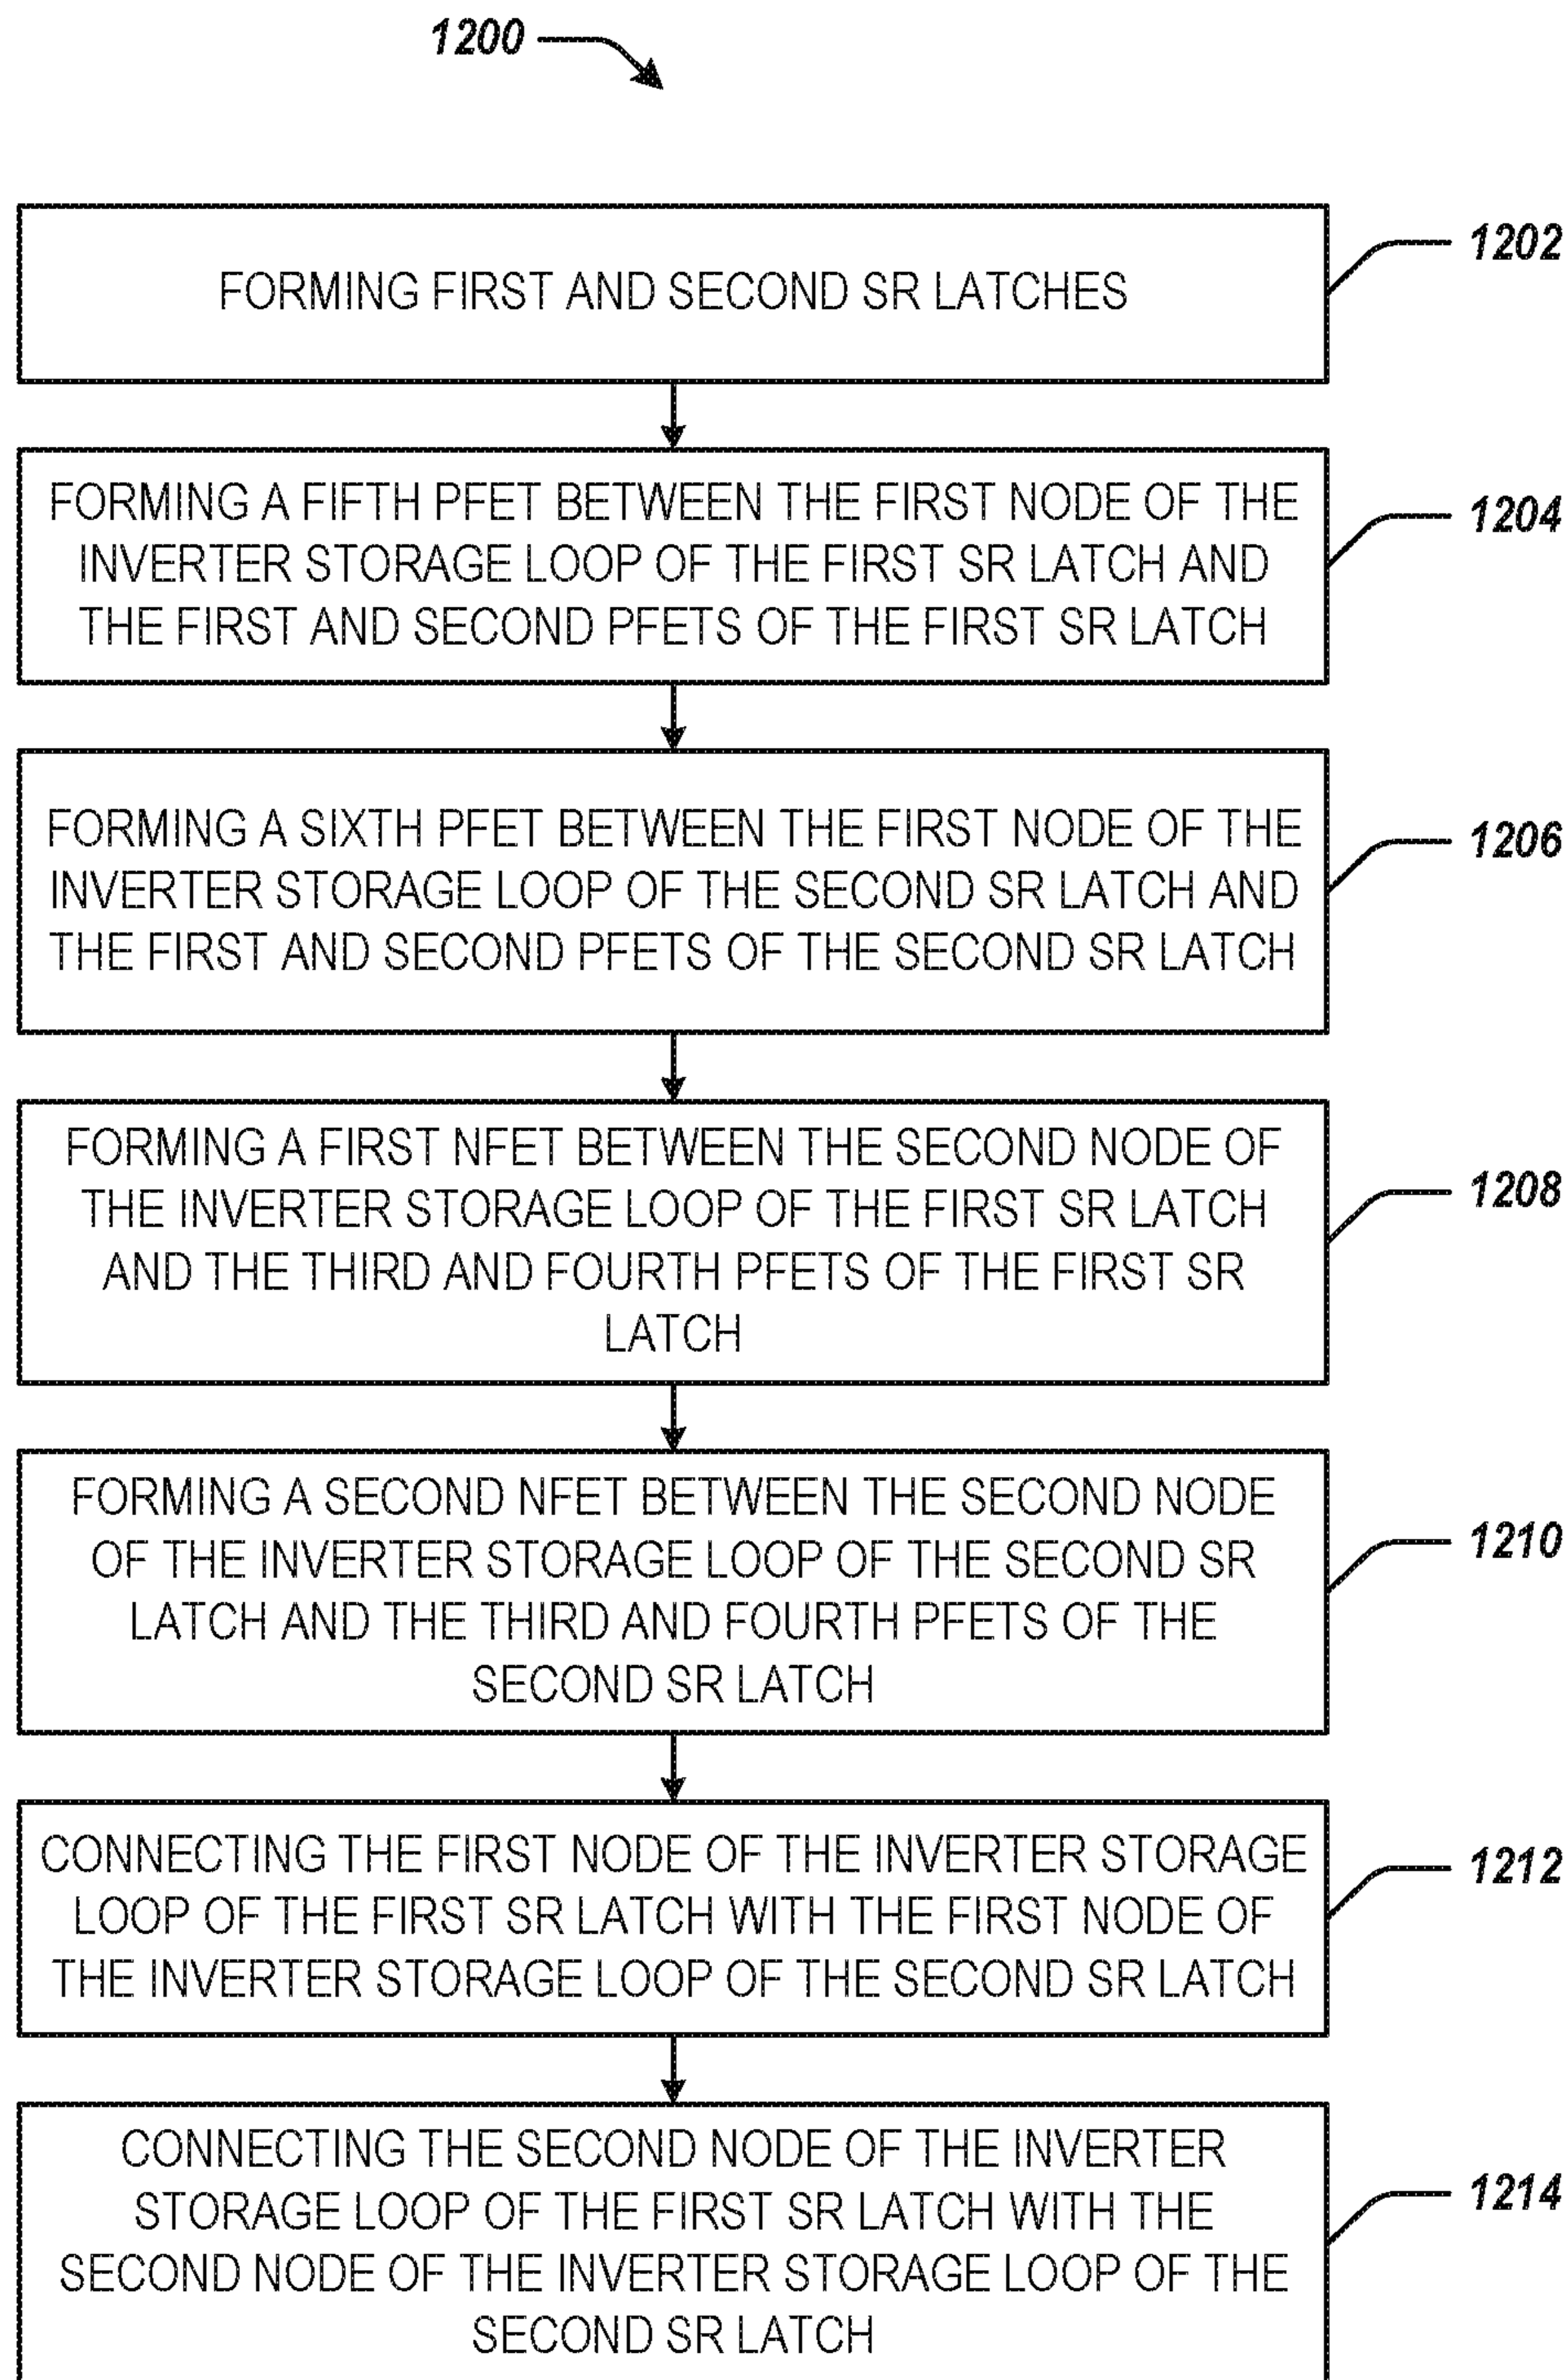 1200
FORMING FIRST AND SECOND SR LATCHES
1202
FORMING A FIFTH PFET BETWEEN THE FIRST NODE OF THE
INVERTER STORAGE LOOP OF THE FIRST SR LATCH AND
THE FIRST AND SECOND PFETS OF THE FIRST SR LATCH
1204
FORMING A SIXTH PFET BETWEEN THE FIRST NODE OF THE
INVERTER STORAGE LOOP OF THE SECOND SR LATCH AND
THE FIRST AND SECOND PFETS OF THE SECOND SR LATCH
1206
FORMING A FIRST NFET BETWEEN THE SECOND NODE OF
THE INVERTER STORAGE LOOP OF THE FIRST SR LATCH
AND THE THIRD AND FOURTH PFETS OF THE FIRST SR
LATCH
1208
FORMING A SECOND NFET BETWEEN THE SECOND NODE
OF THE INVERTER STORAGE LOOP OF THE SECOND SR
LATCH AND THE THIRD AND FOURTH PFETS OF THE
SECOND SR LATCH
1210
CONNECTING THE FIRST NODE OF THE INVERTER STORAGE
LOOP OF THE FIRST SR LATCH WITH THE FIRST NODE OF
THE INVERTER STORAGE LOOP OF THE SECOND SR LATCH
1212
CONNECTING THE SECOND NODE OF THE INVERTER
STORAGE LOOP OF THE FIRST SR LATCH WITH THE
SECOND NODE OF THE INVERTER STORAGE LOOP OF THE
SECOND SR LATCH
1214